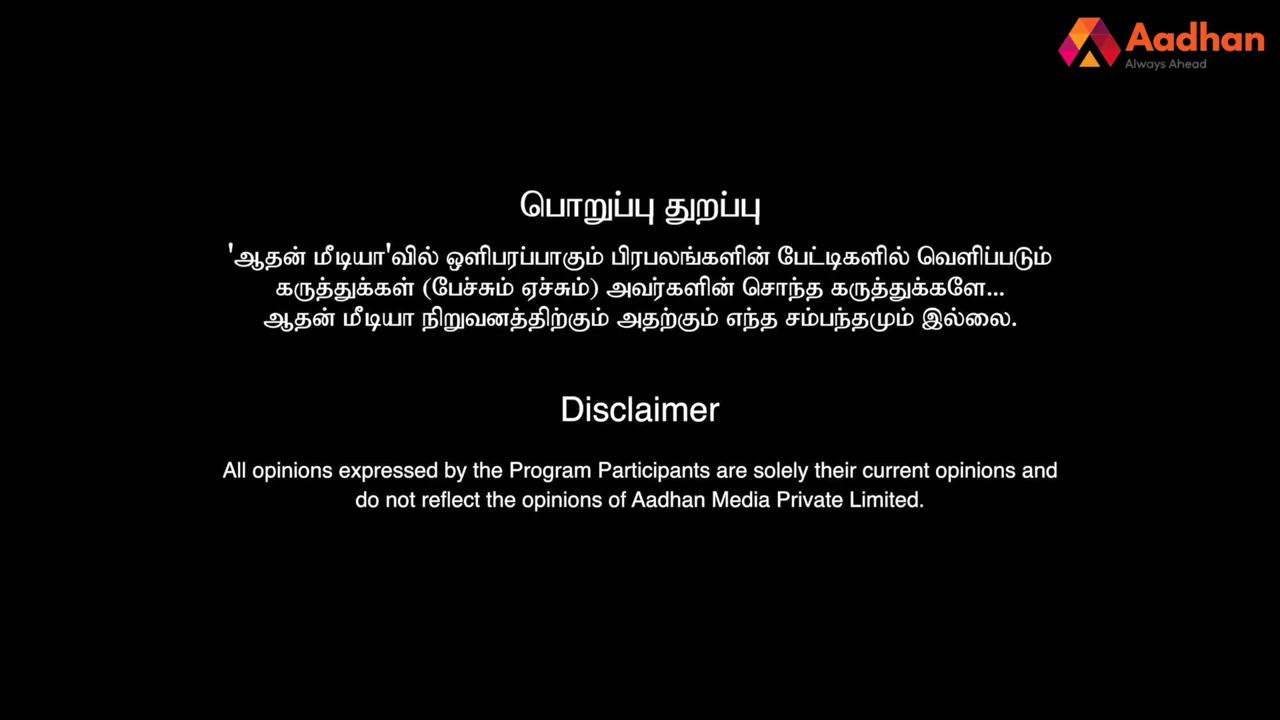 Aadhan
Always Ahead
பொறுப்பு துறப்பு
'ஆதன் மீடியா'வில் ஒளிபரப்பாகும் பிரபலங்களின் பேட்டிகளில் வெளிப்படும்
கருத்துக்கள் (பேச்சும் ஏச்சும்) அவர்களின் சொந்த கருத்துக்களே...
ஆதன் மீடியா நிறுவனத்திற்கும் அதற்கும் எந்த சம்பந்தமும் இல்லை.
Disclaimer
All opinions expressed by the Program Participants are solely their current opinions and
do not reflect the opinions of Aadhan Media Private Limited.